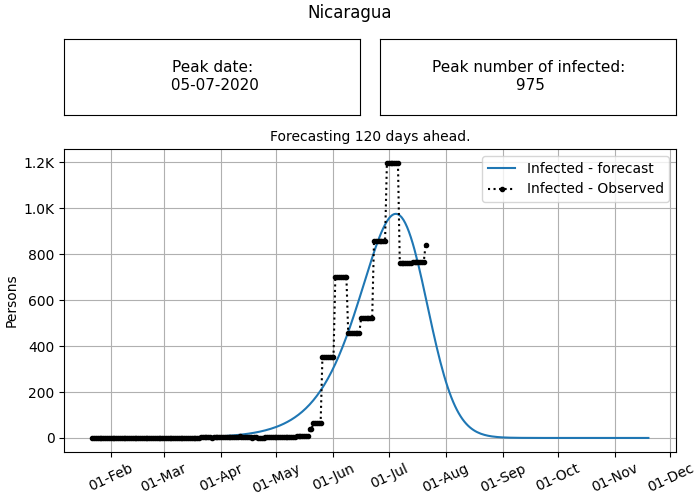 Nicaragua
Peak date:
05-07-2020
Peak number of infected:
975
Forecasting 120 days ahead.
Infected - forecast
Infected - Observed
Persons
1.2K
1.0K
800
600
400
200
0
01-Feb
01-Mar
01-Apr
01-May
01-Jun
01-Jul
01-Aug
01-Sep
01-Oct
01-Nov
01-Dec